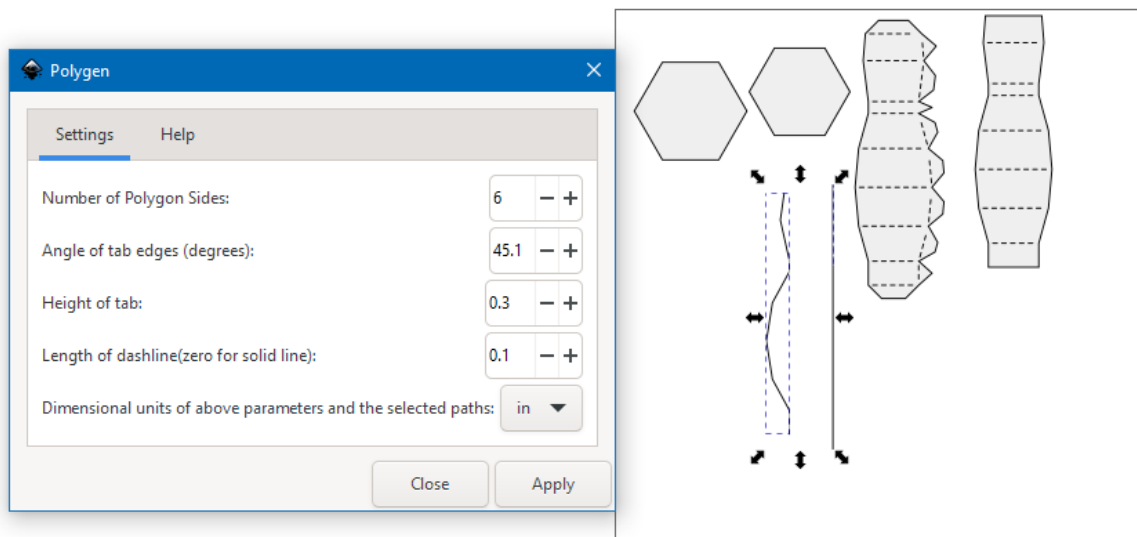 Polygen
Settings Help
Number of Polygon Sides: 6
Angle of tab edges (degrees): 45.1
Height of tab: 0.3
Length of dashline(zero for solid line): 0.1
Dimensional units of above parameters and the selected paths: in
Close Apply